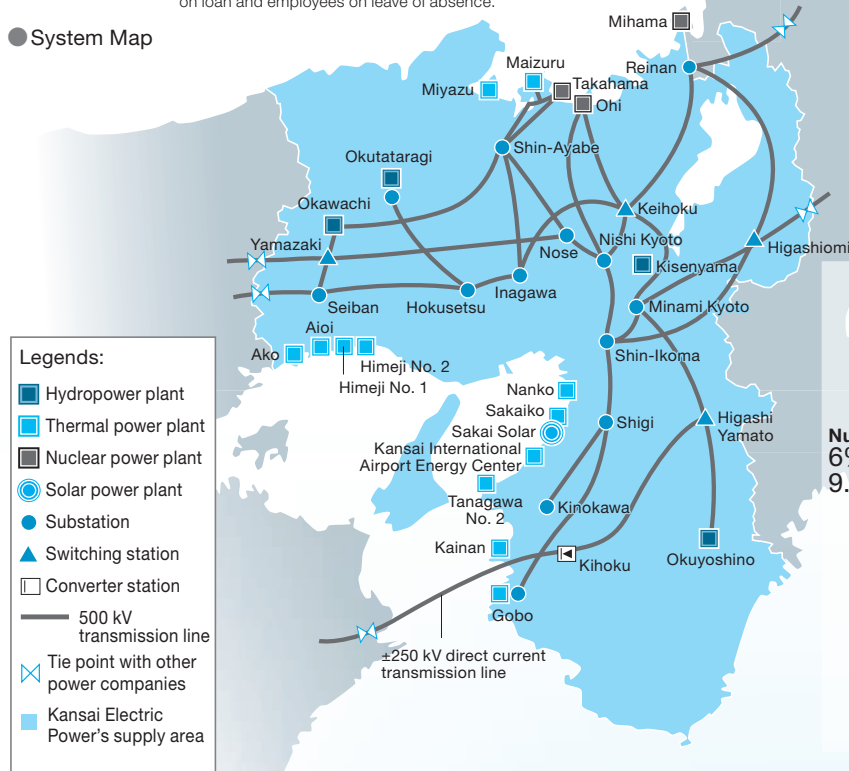 on loan and employees on leave of absence.
System Map
Mihama
Reinan
Maizuru
Takahama
Miyazu
Ohi
Shin-Ayabe
Okutataragi
Okawachi
Keihoku
Yamazaki
Nose
Nishi Kyoto
Higashiomi
Kisenyama
Inagawa
Seiban
Hokusetsu
Minami Kyoto
Aioi
Shin-Ikoma
Ako
Himeji No. 2
Himeji No. 1
Nanko
Sakaiko
Shigi
Higashi
Yamato
Sakai Solar
Kansai International
Airport Energy Center
Tanagawa
No. 2
Kinokawa
Kainan
Kihoku
Okuyoshino
Gobo
±250 kV direct current
transmission line
Legends:
Hydropower plant
Thermal power plant
Nuclear power plant
Solar power plant
Substation
Switching station
Converter station
500 kV
transmission line
Tie point with other
power companies
Kansai Electric
Power's supply area
Nu
6%
9.